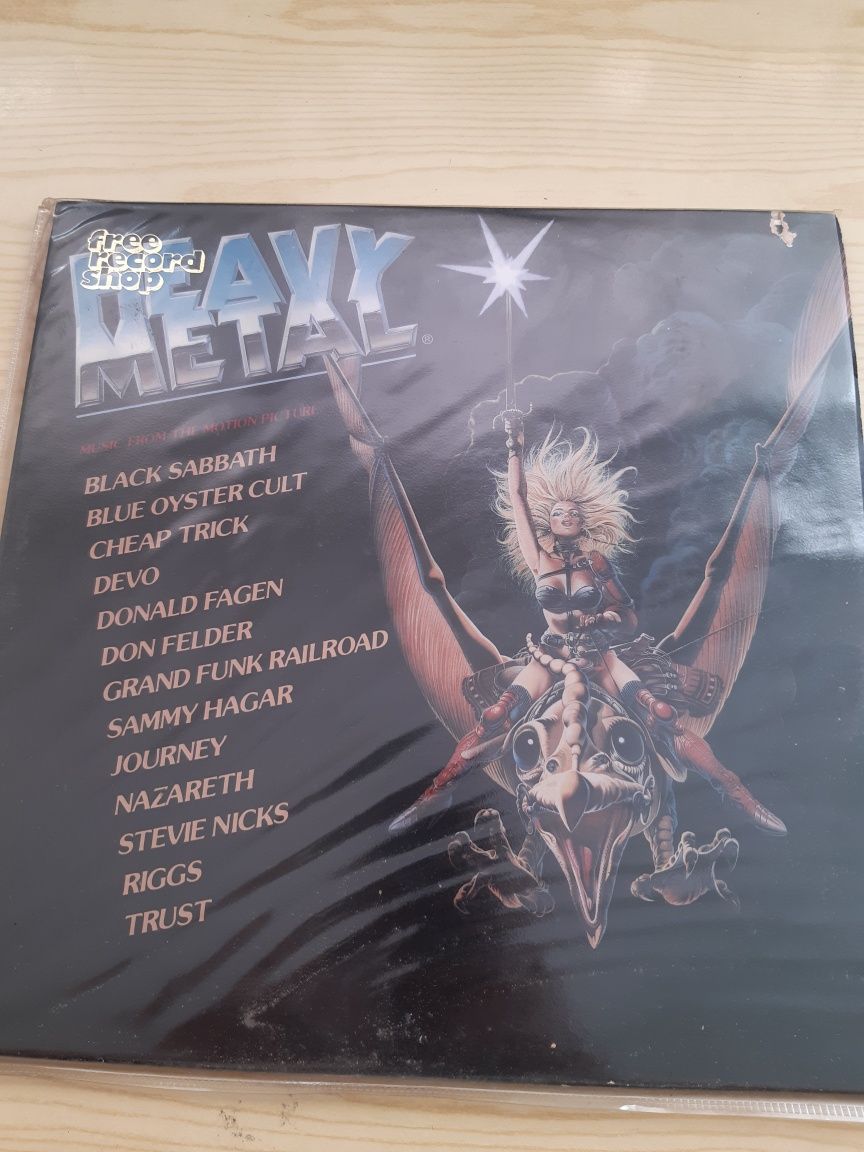 free
record
shop
HEAVY
METAL®
MUSIC FROM THE MOTION PICTURE
BLACK SABBATH
BLUE OYSTER CULT
CHEAP TRICK
DEVO
DONALD FAGEN
DON FELDER
GRAND FUNK RAILROAD
SAMMY HAGAR
JOURNEY
NAZARETH
STEVIE NICKS
RIGGS
TRUST